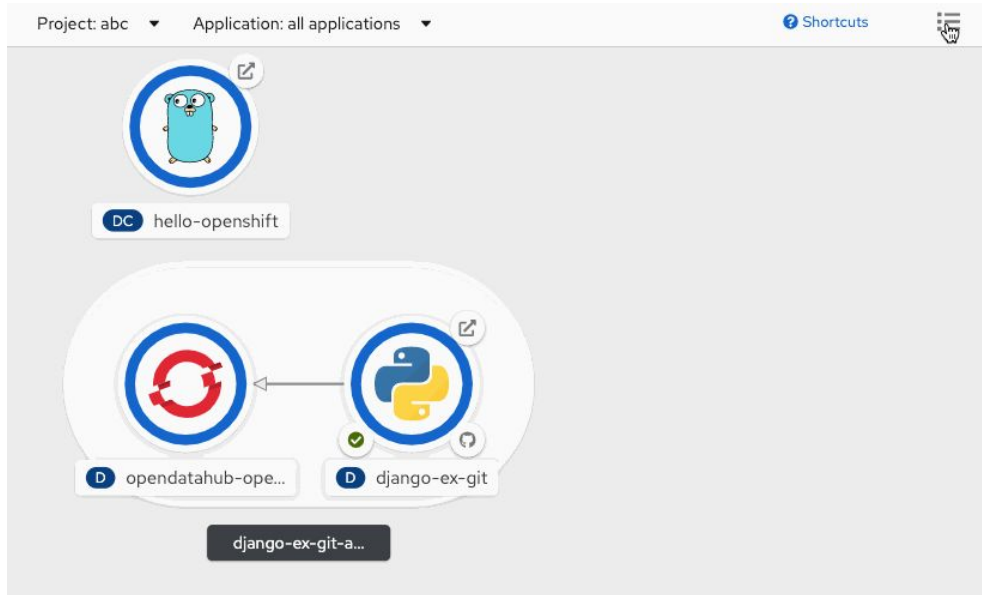 Project: abc
Application: all applications
Shortcuts
DC hello-openshift
D opendatahub-ope...
D django-ex-git
django-ex-git-a...